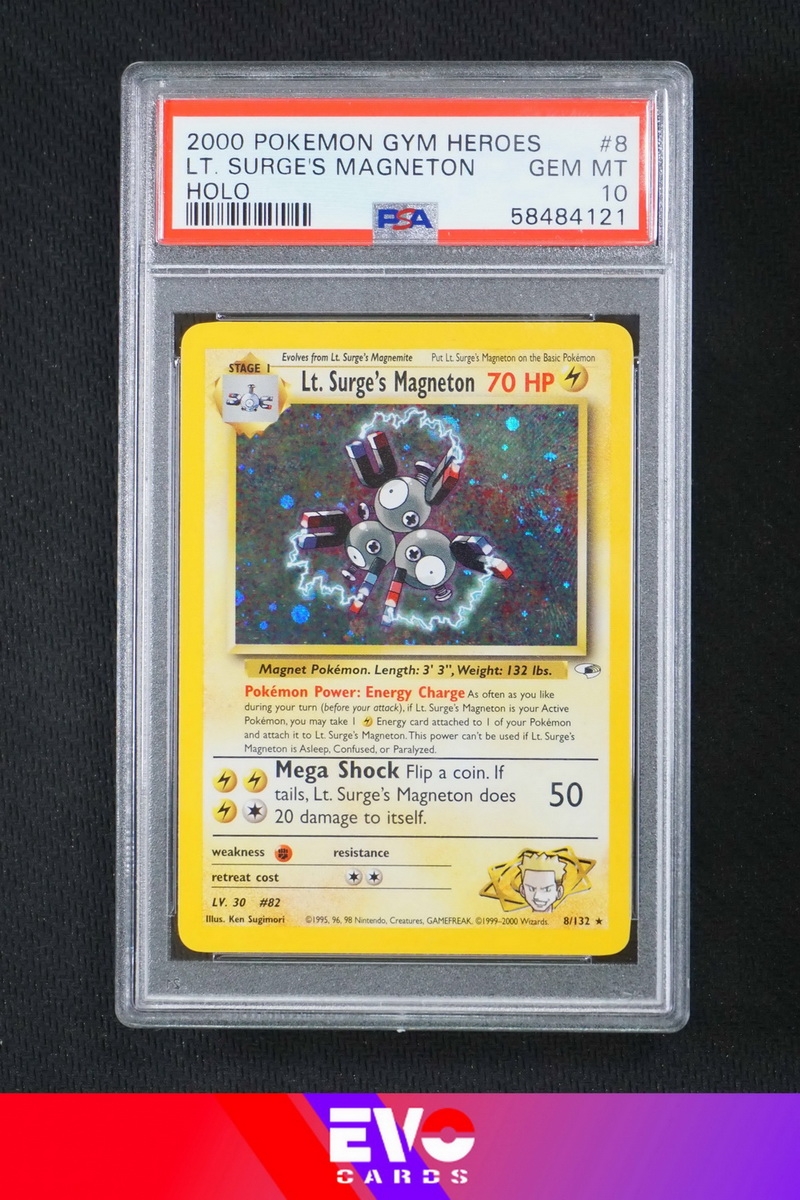 2000 POKEMON GYM HEROES #8
LT. SURGE'S MAGNETON GEM MT
HOLO 10
PSA 58484121
Evolves from Lt. Surge's Magnemite Put Lt. Surge's Magneton on the Basic Pokémon
STAGE 1
Lt. Surge's Magneton 70 HP
Magnet Pokémon. Length: 3' 3", Weight: 132 lbs.
Pokémon Power: Energy Charge As often as you like
during your turn (before your attack), if Lt. Surge's Magneton is your Active
Pokémon, you may take 1 Energy card attached to 1 of your Pokémon
and attach it to Lt. Surge's Magneton. This power can't be used if Lt. Surge's
Magneton is Asleep, Confused, or Paralyzed.
Mega Shock Flip a coin. If
tails, Lt. Surge's Magneton does 50
20 damage to itself.
weakness resistance
retreat cost
LV. 30 #82
Illus. Ken Sugimori ©1995, 96, 98 Nintendo, Creatures, GAMEFREAK. ©1999-2000 Wizards. 8/132 ★
EVO
CARDS